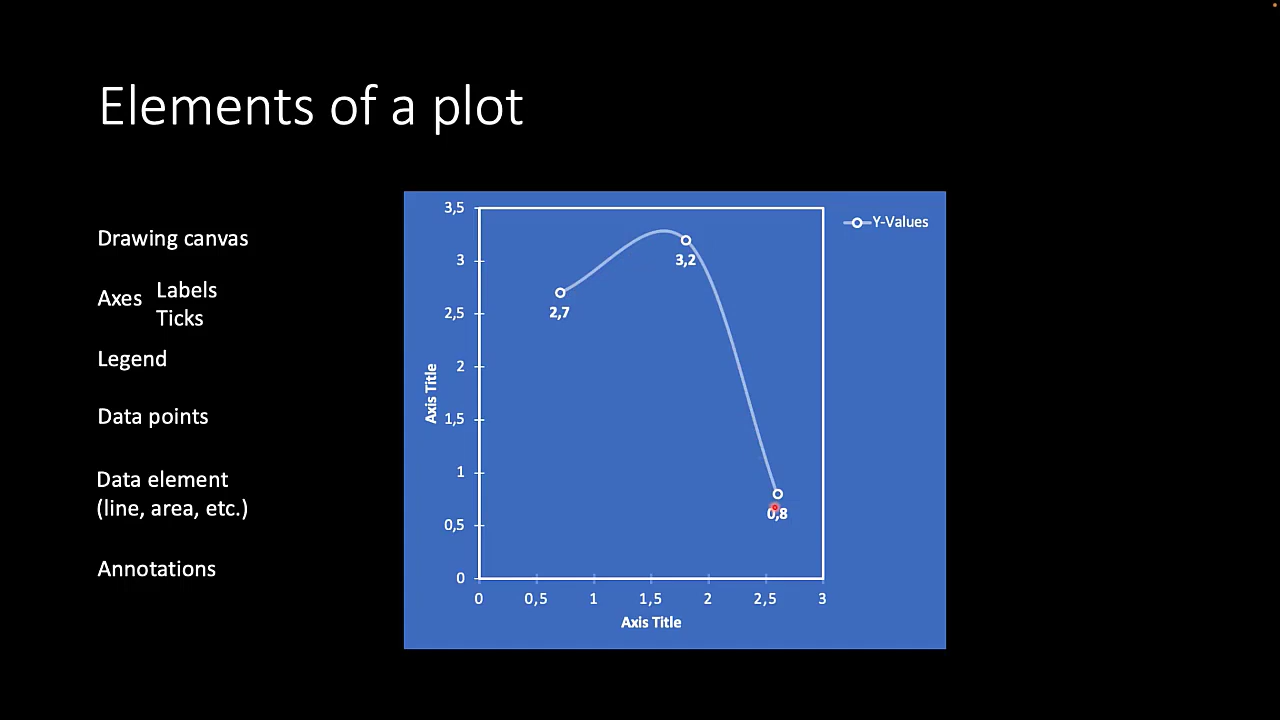 Elements of a plot
Drawing canvas
Axes
Labels
Ticks
Legend
Data points
Data element
(line, area, etc.)
Annotations
3,5
3
2,5
2
1,5
1
0,5
0
Axis Title
2,7
3,2
0,8
0 0,5 1 1,5 2 2,5 3
Axis Title
Y-Values